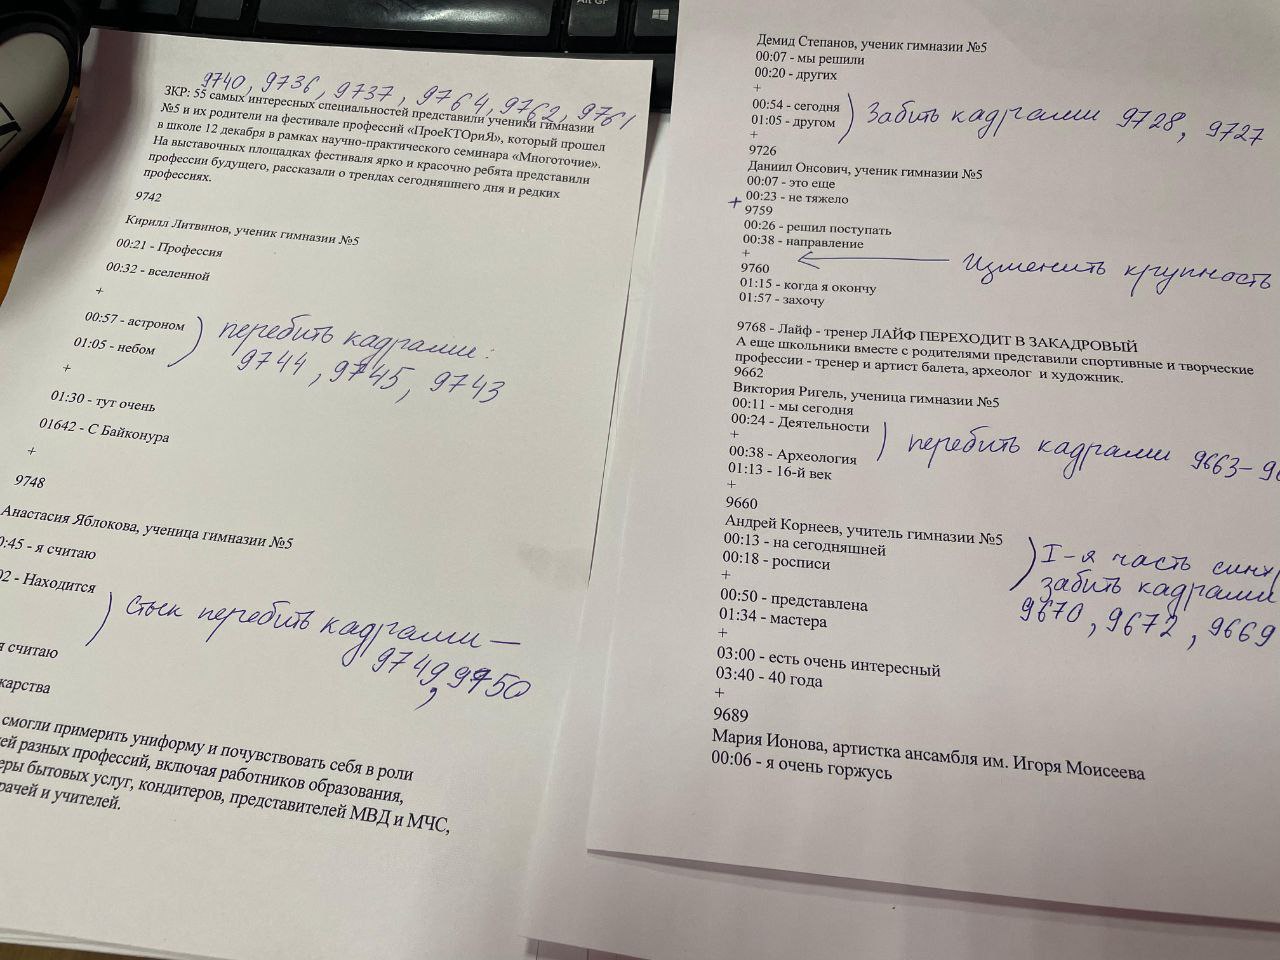 Alt Gr
9740, 9736, 9737, 9764, 9762, 9761
ЗКР: 55 самых интересных специальностей представили ученики гимназии
№5 и их родители на фестивале профессий «ПроеКТОриЯ», который прошел
в школе 12 декабря в рамках научно-практического семинара «Многоточие».
На выставочных площадках фестиваля ярко и красочно ребята представили
профессии будущего, рассказали о трендах сегодняшнего дня и редких
профессиях.
9742
Кирилл Литвинов, ученик гимназии №5
00:21 - Профессия
00:32 - вселенной
+
00:57 - астроном
01:05 - небом
) перебить кадрами:
9744, 9745, 9743
+
01:30 - тут очень
01642 - С Байконура
+
9748
Анастасия Яблокова, ученица гимназии №5
0:45 - я считаю
02 - Находится
) Стык перебить кадрами —
9749, 9750
я считаю
карства
смогли примерить униформу и почувствовать себя в роли
ей разных профессий, включая работников образования,
еры бытовых услуг, кондитеров, представителей МВД и МЧС,
рачей и учителей.
Демид Степанов, ученик гимназии №5
00:07 - мы решили
00:20 - других
+
00:54 - сегодня
01:05 - другом
) Забить кадрами 9728, 9727
+
9726
Даниил Онсович, ученик гимназии №5
00:07 - это еще
00:23 - не тяжело
+
9759
00:26 - решил поступать
00:38 - направление
+
Изменить крупность
9760
01:15 - когда я окончу
01:57 - захочу
9768 - Лайф - тренер ЛАЙФ ПЕРЕХОДИТ В ЗАКАДРОВЫЙ
А еще школьники вместе с родителями представили спортивные и творческие
профессии - тренер и артист балета, археолог и художник.
9662
Виктория Ригель, ученица гимназии №5
00:11 - мы сегодня
00:24 - Деятельности
+
00:38 - Археология
) перебить кадрами 9663-96
01:13 - 16-й век
+
9660
Андрей Корнеев, учитель гимназии №5
00:13 - на сегодняшней
00:18 - росписи
) I-я часть синх
забить кадрами
9670, 9672, 9669
+
00:50 - представлена
01:34 - мастера
+
03:00 - есть очень интересный
03:40 - 40 года
+
9689
Мария Ионова, артистка ансамбля им. Игоря Моисеева
00:06 - я очень горжусь